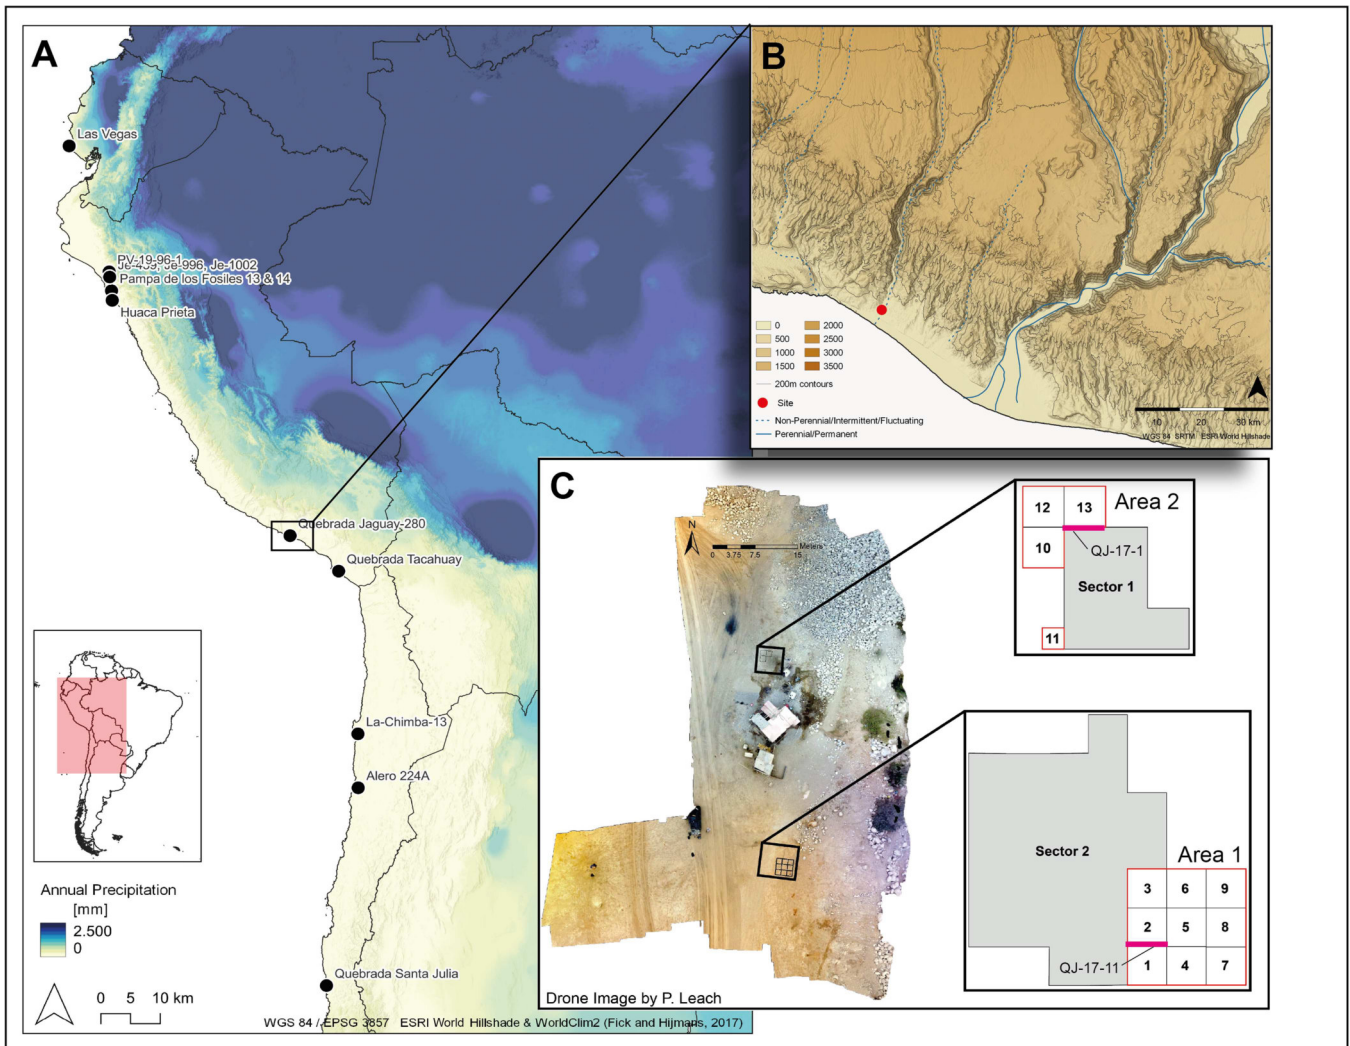 A
Las Vegas
PV-19-96-1
Je-439, Je-996, Je-1002
Pampa de los Fosiles 13 & 14
Huaca Prieta
Quebrada Jaguay-280
Quebrada Tacahuay
La-Chimba-13
Alero 224A
Quebrada Santa Julia
Annual Precipitation
[mm]
2.500
0
0 5 10 km
WGS 84 / EPSG 3857 ESRI World Hillshade & WorldClim2 (Fick and Hijmans, 2017)
B
0 2000
500 2500
1000 3000
1500 3500
200m contours
Site
Non-Perennial/Intermittent/Fluctuating
Perennial/Permanent
10 20 30 km
WGS 84 SRTM ESRI World Hillshade
C
N
0 3.75 7.5 15 Meters
Drone Image by P. Leach
Area 2
12 13
10
QJ-17-1
Sector 1
11
Sector 2
Area 1
3 6 9
2 5 8
QJ-17-11
1 4 7